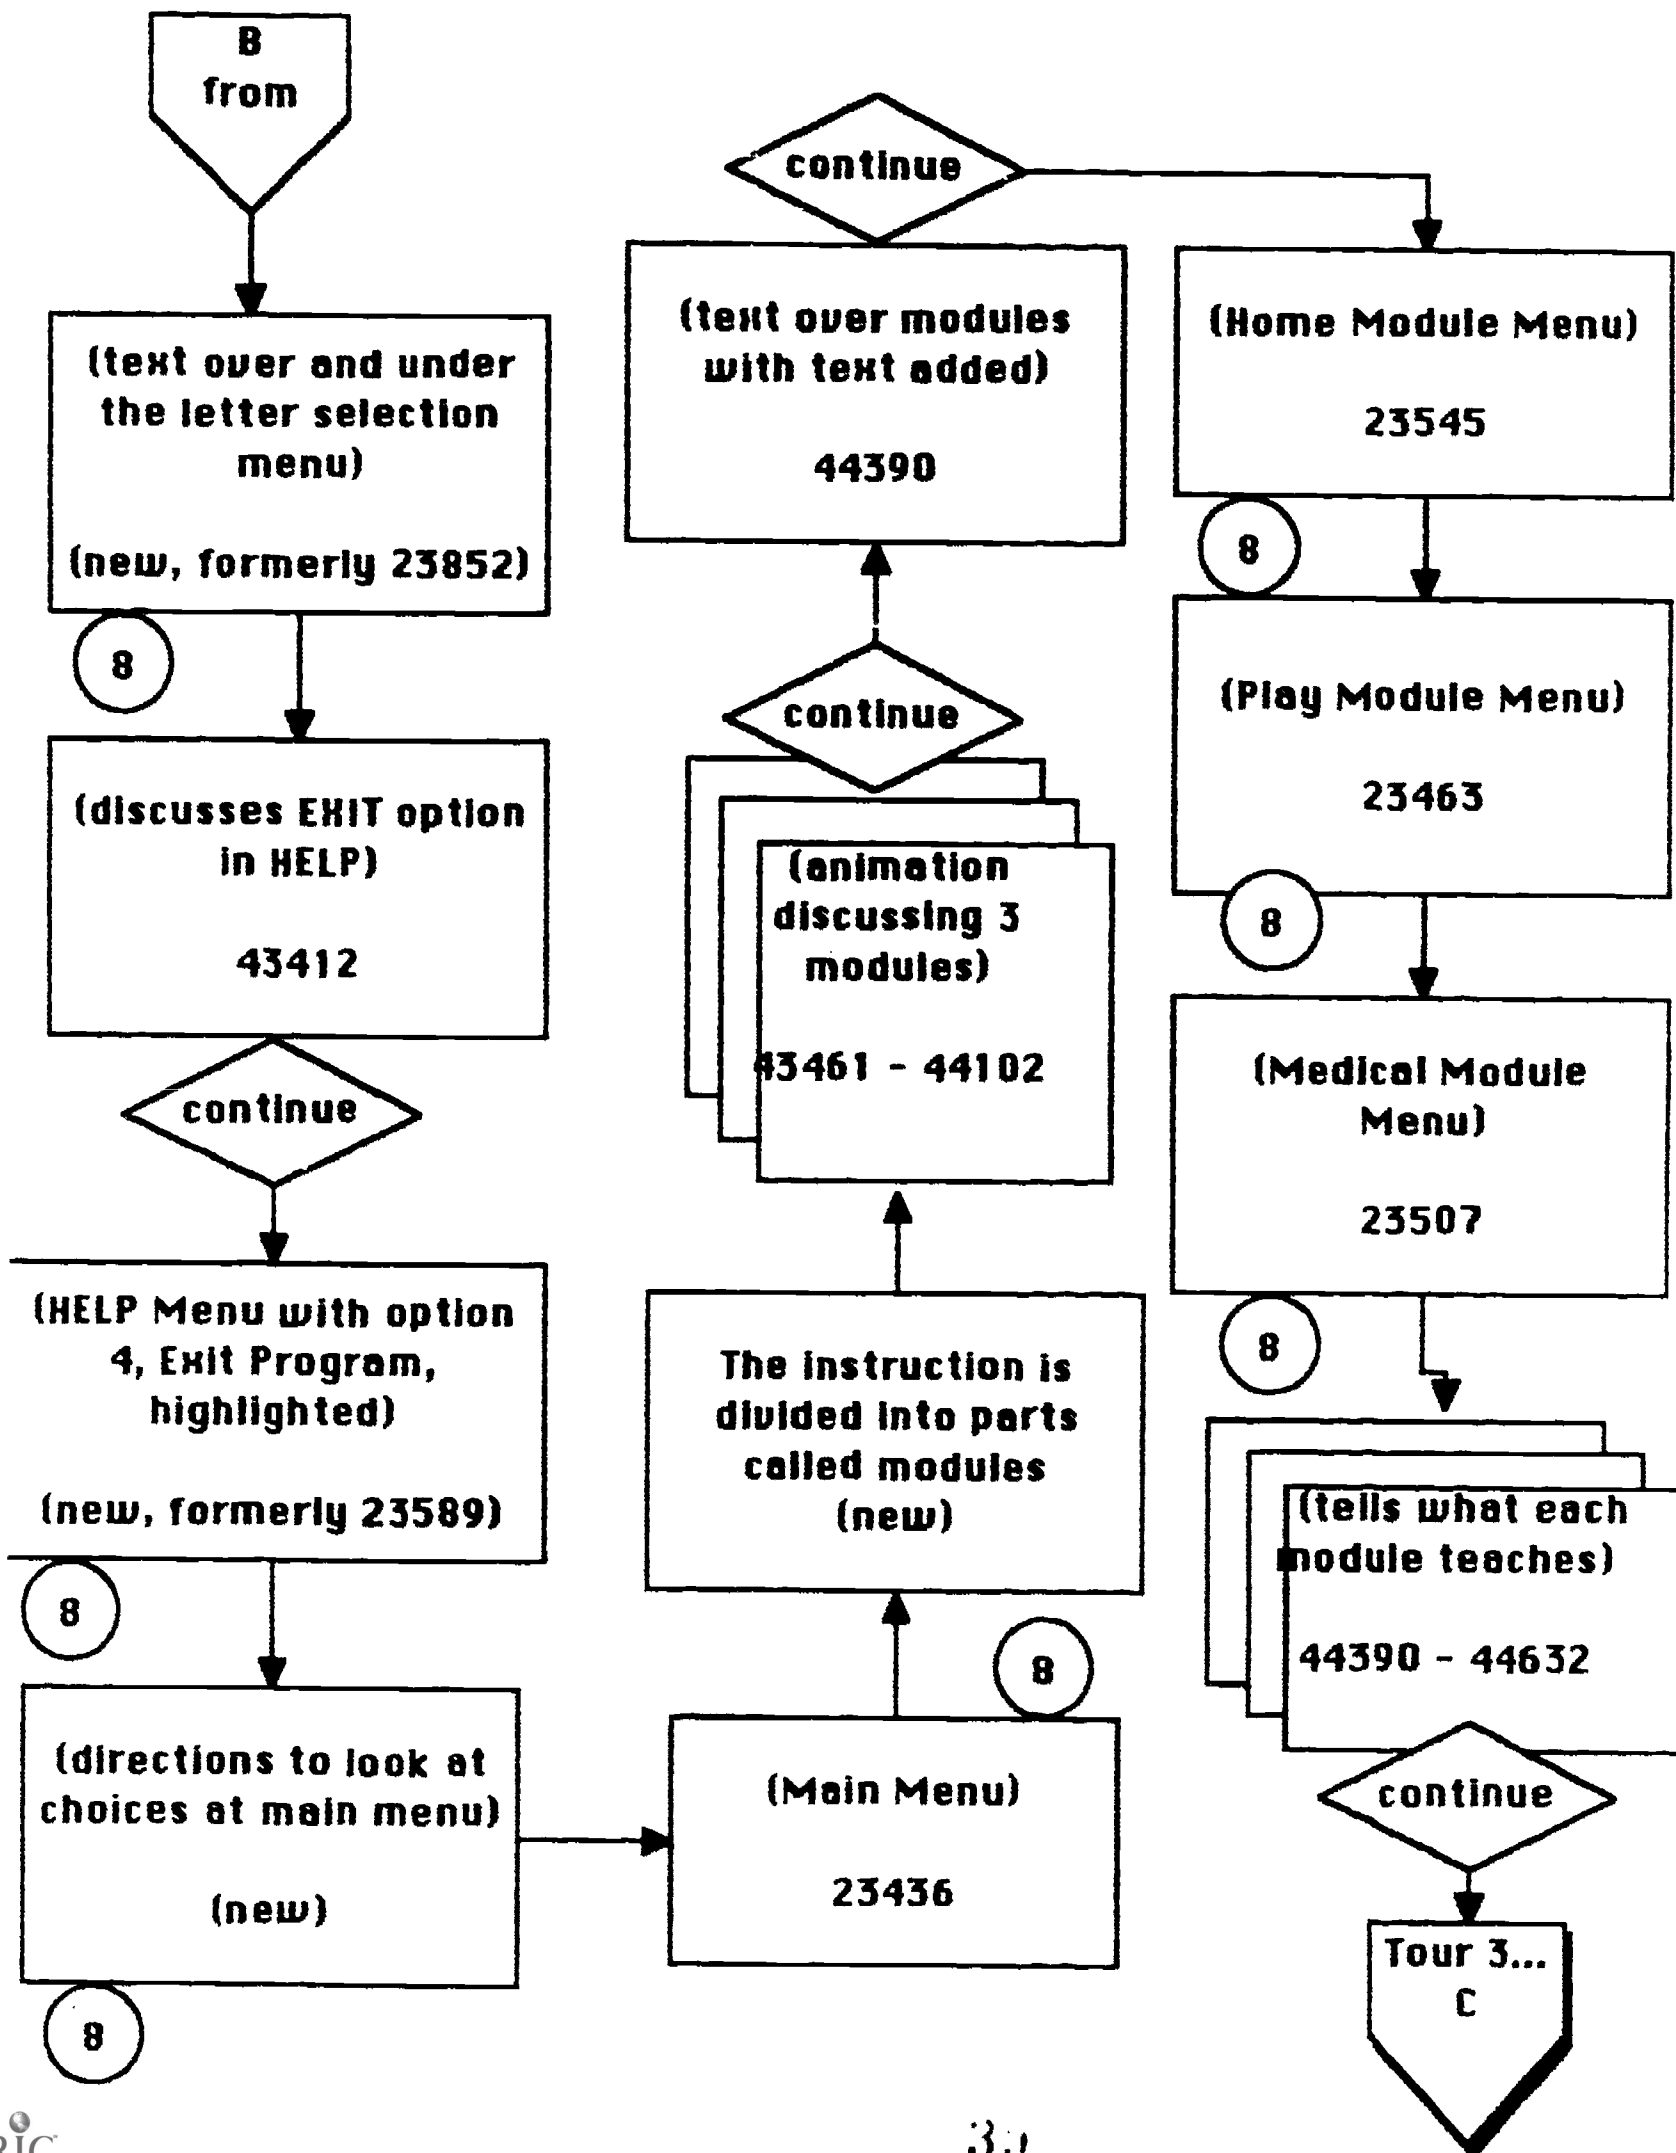 B
from
(text over and under
the letter selection
menu)
(new, formerly 23852)
8
(discusses EXIT option
in HELP)
43412
continue
(HELP Menu with option
4, Exit Program,
highlighted)
(new, formerly 23589)
8
(directions to look at
choices at main menu)
(new)
8
(Main Menu)
23436
8
The instruction is
divided into parts
called modules
(new)
(animation
discussing 3
modules)
43461 - 44102
continue
(text over modules
with text added)
44390
continue
(Home Module Menu)
23545
8
(Play Module Menu)
23463
8
(Medical Module
Menu)
23507
8
(tells what each
module teaches)
44390 - 44632
continue
Tour 3...
C